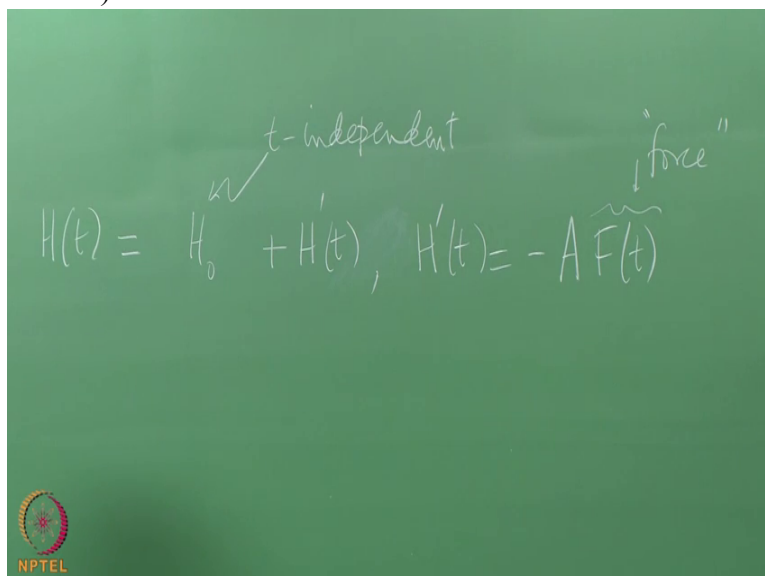 t-independent
"force"
H(t) = H₀ + H'(t), H'(t) = - A F(t)
NPTEL